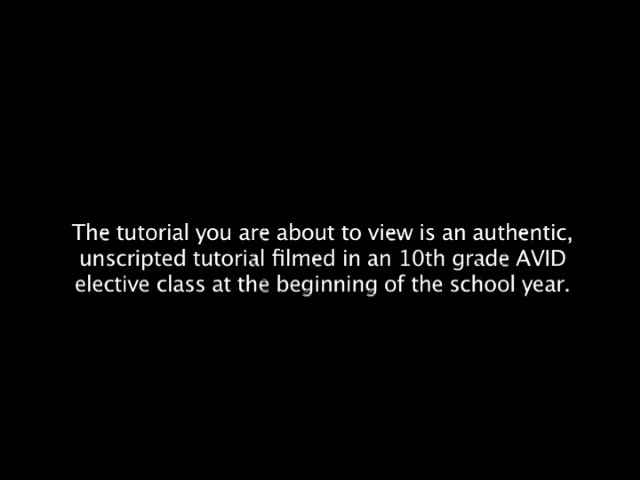 The tutorial you are about to view is an authentic,
unscripted tutorial filmed in an 10th grade AVID
elective class at the beginning of the school year.